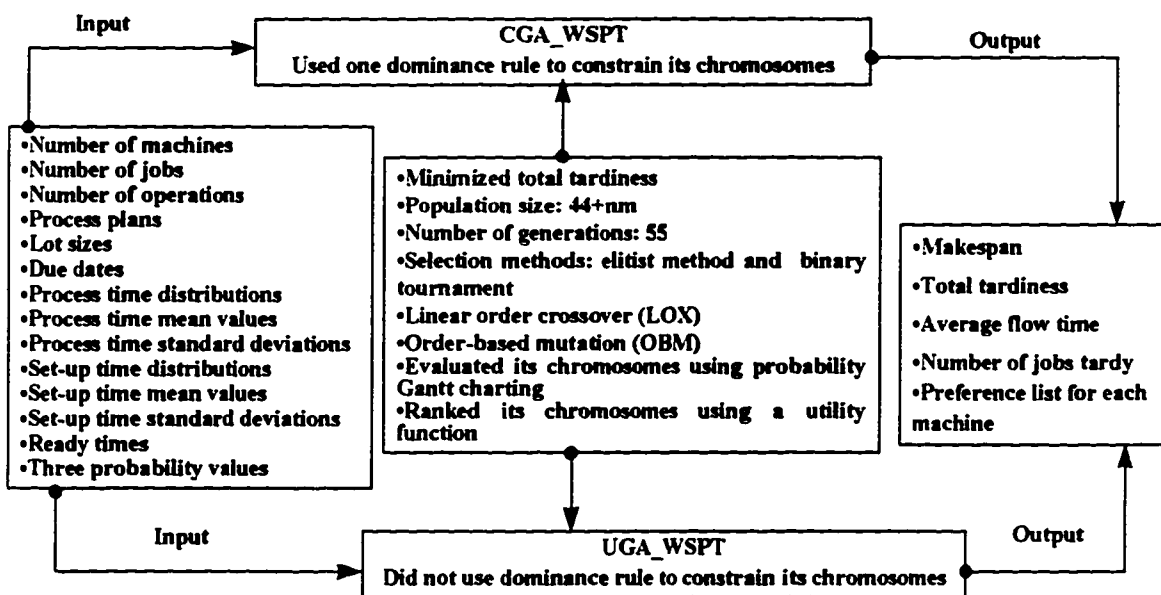 Input
CGA_WSPT
Used one dominance rule to constrain its chromosomes
Output
•Number of machines
•Number of jobs
•Number of operations
•Process plans
•Lot sizes
•Due dates
•Process time distributions
•Process time mean values
•Process time standard deviations
•Set-up time distributions
•Set-up time mean values
•Set-up time standard deviations
•Ready times
•Three probability values
•Minimized total tardiness
•Population size: 44+nm
•Number of generations: 55
•Selection methods: elitist method and binary
tournament
•Linear order crossover (LOX)
•Order-based mutation (OBM)
•Evaluated its chromosomes using probability
Gantt charting
•Ranked its chromosomes using a utility
function
•Makespan
•Total tardiness
•Average flow time
•Number of jobs tardy
•Preference list for each
machine
Input
UGA_WSPT
Did not use dominance rule to constrain its chromosomes
Output